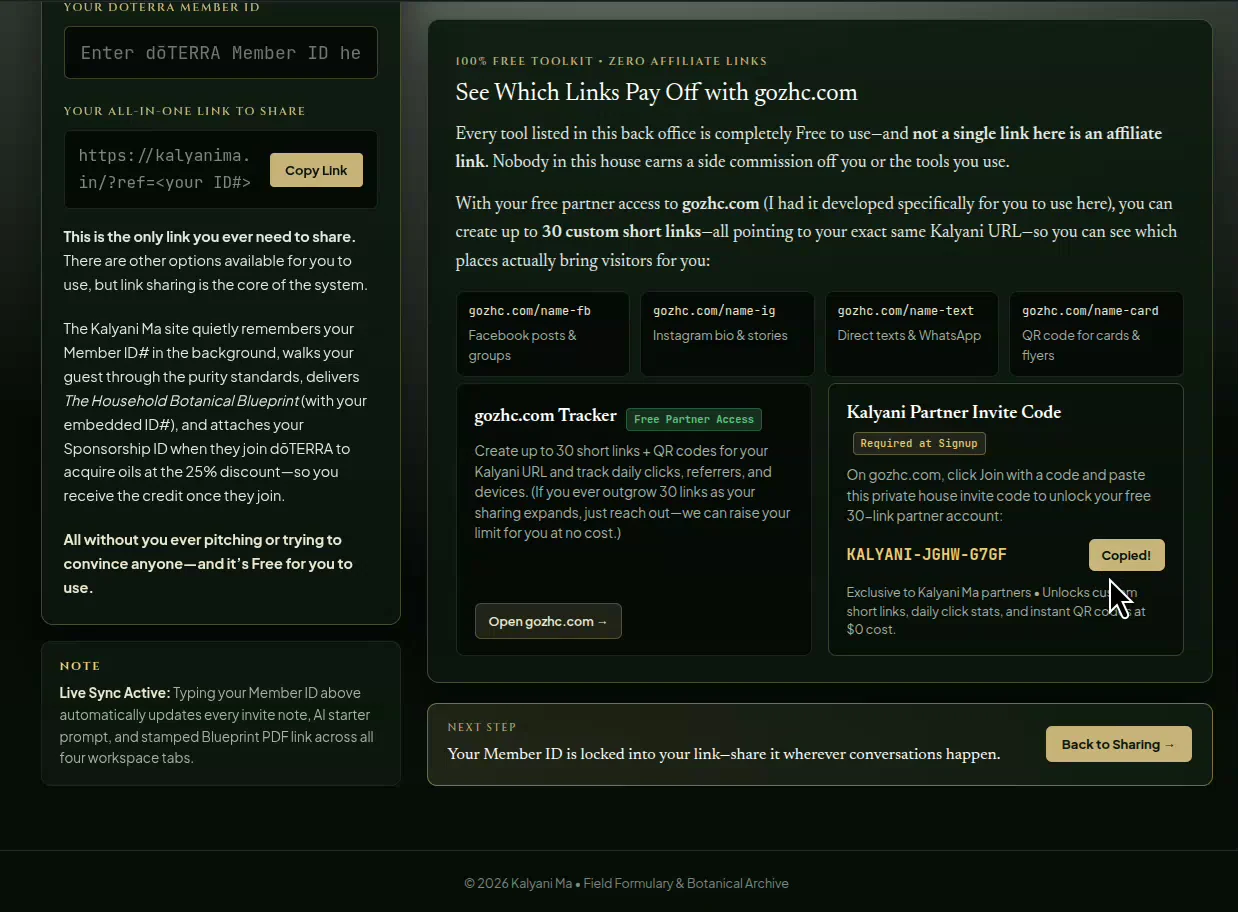 YOUR DOTERRA MEMBER ID
Enter dōTERRA Member ID he
YOUR ALL-IN-ONE LINK TO SHARE
https://kalyanima.
in/?ref=<your ID#>
Copy Link
This is the only link you ever need to share.
There are other options available for you to
use, but link sharing is the core of the system.
The Kalyani Ma site quietly remembers your
Member ID# in the background, walks your
guest through the purity standards, delivers
The Household Botanical Blueprint (with your
embedded ID#), and attaches your
Sponsorship ID when they join dōTERRA to
acquire oils at the 25% discount—so you
receive the credit once they join.
All without you ever pitching or trying to
convince anyone—and it's Free for you to
use.
NOTE
Live Sync Active: Typing your Member ID above
automatically updates every invite note, AI starter
prompt, and stamped Blueprint PDF link across all
four workspace tabs.
100% FREE TOOLKIT • ZERO AFFILIATE LINKS
See Which Links Pay Off with gozhc.com
Every tool listed in this back office is completely Free to use—and not a single link here is an affiliate
link. Nobody in this house earns a side commission off you or the tools you use.
With your free partner access to gozhc.com (I had it developed specifically for you to use here), you can
create up to 30 custom short links—all pointing to your exact same Kalyani URL—so you can see which
places actually bring visitors for you:
gozhc.com/name-fb
Facebook posts &
groups
gozhc.com/name-ig
Instagram bio & stories
gozhc.com/name-text
Direct texts & WhatsApp
gozhc.com/name-card
QR code for cards &
flyers
gozhc.com Tracker
Free Partner Access
Create up to 30 short links + QR codes for your
Kalyani URL and track daily clicks, referrers, and
devices. (If you ever outgrow 30 links as your
sharing expands, just reach out—we can raise your
limit for you at no cost.)
Open gozhc.com →
Kalyani Partner Invite Code
Required at Signup
On gozhc.com, click Join with a code and paste
this private house invite code to unlock your free
30-link partner account:
KALYANI-JGHW-G7GF
Copied!
Exclusive to Kalyani Ma partners • Unlocks custom
short links, daily click stats, and instant QR codes at
$0 cost.
NEXT STEP
Your Member ID is locked into your link—share it wherever conversations happen.
Back to Sharing →
© 2026 Kalyani Ma • Field Formulary & Botanical Archive